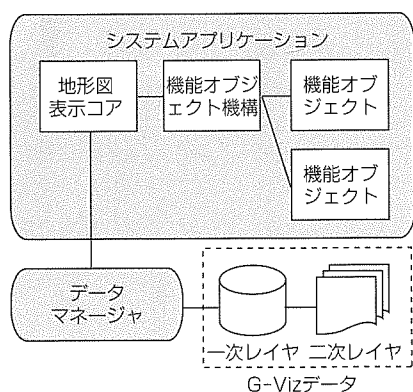 システムアプリケーション
地形図
表示コア
機能オブジ
ェクト機構
機能オブ
ジェクト
機能オブ
ジェクト
データ
マネージャ
一次レイヤ 二次レイヤ
G-Vizデータ